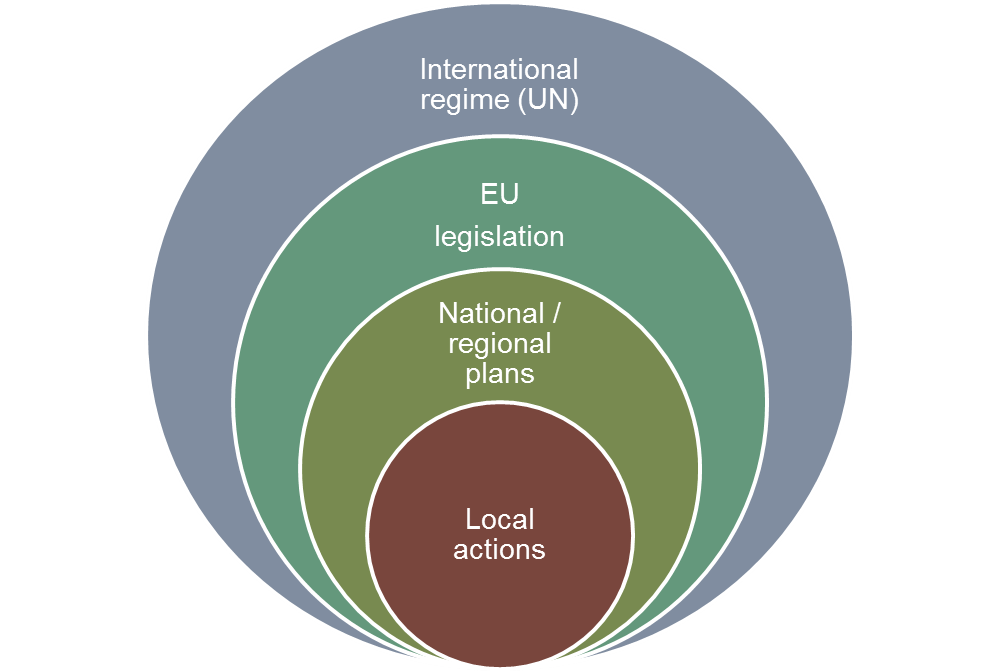 International
regime (UN)
EU
legislation
National /
regional
plans
Local
actions